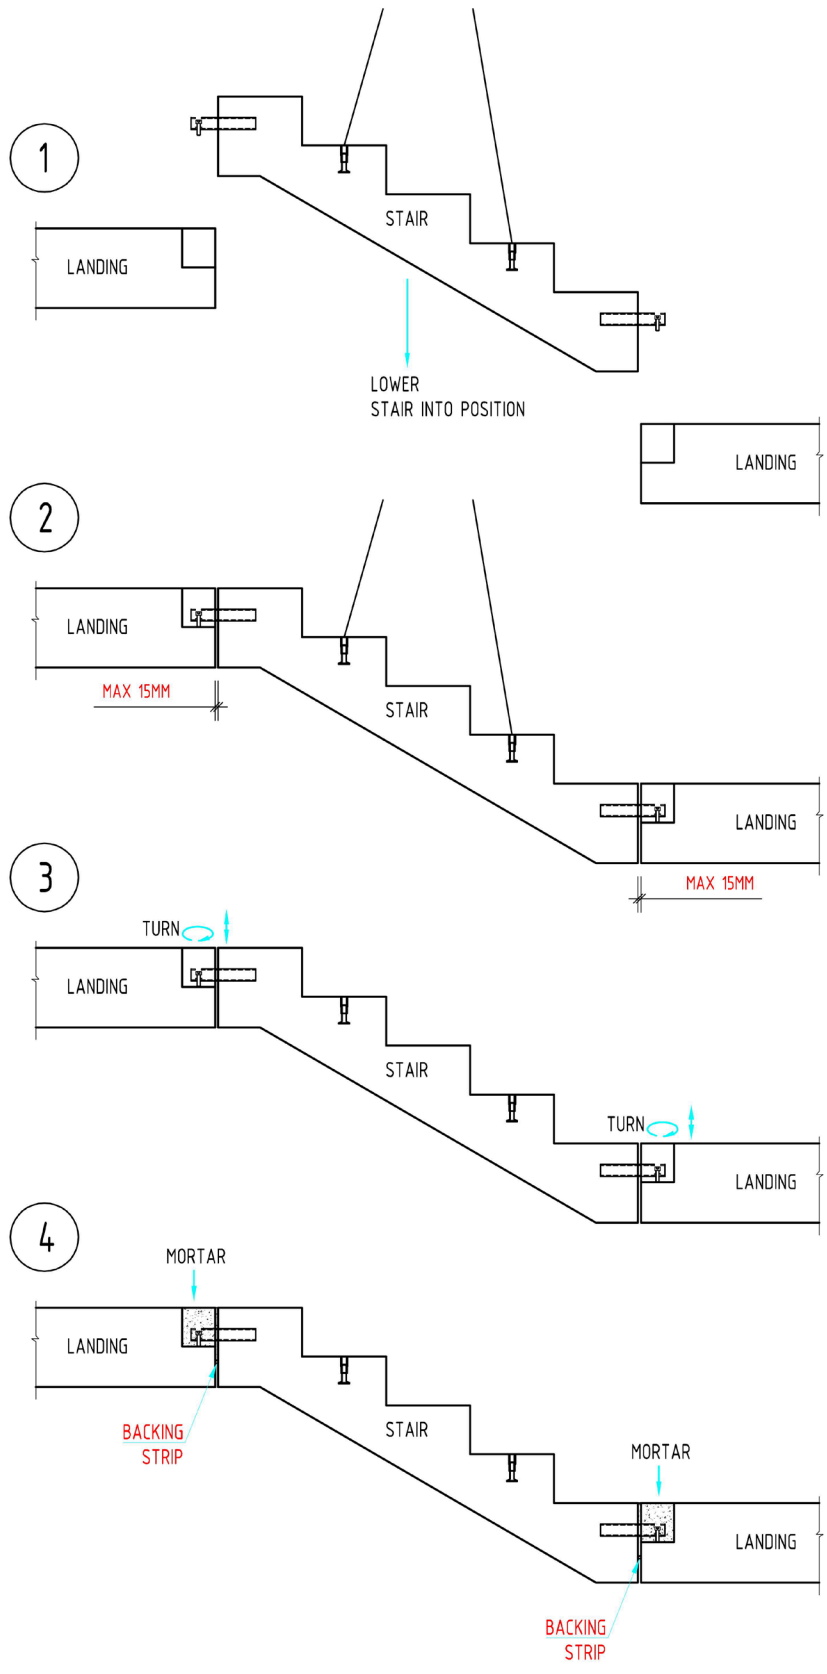 1
STAIR
LANDING
LOWER
STAIR INTO POSITION
LANDING
2
LANDING
MAX 15MM
STAIR
LANDING
MAX 15MM
3
TURN
LANDING
STAIR
TURN
LANDING
4
MORTAR
LANDING
BACKING
STRIP
STAIR
MORTAR
LANDING
BACKING
STRIP